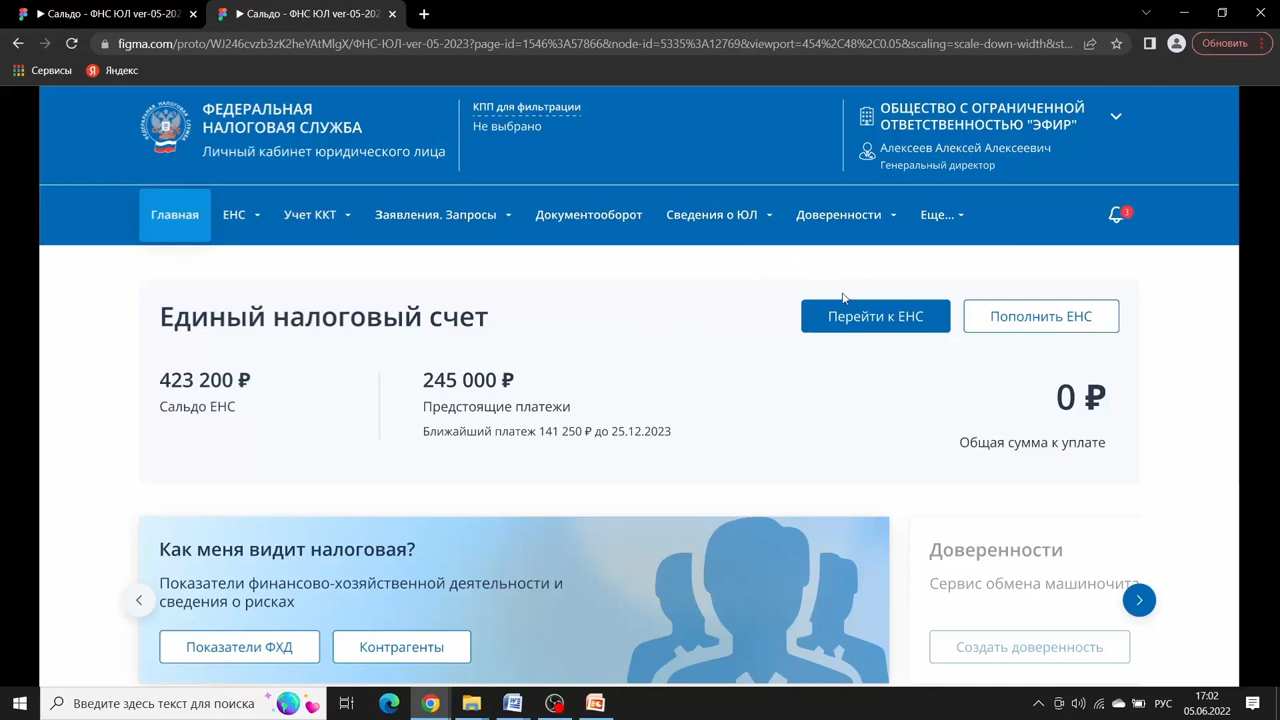 ▶ Сальдо - ФНС ЮЛ ver-05-202
▶ Сальдо - ФНС ЮЛ ver-05-202
figma.com/proto/WJ246cvzb3zK2heYAtMlgX/ФНС-ЮЛ-ver-05-2023?page-id=1546%3A57866&node-id=5335%3A12769&viewport=454%2C48%2C0.05&scaling=scale-down-width&st...
Обновить
Сервисы
Яндекс
ФЕДЕРАЛЬНАЯ
НАЛОГОВАЯ СЛУЖБА
Личный кабинет юридического лица
КПП для фильтрации
Не выбрано
ОБЩЕСТВО С ОГРАНИЧЕННОЙ
ОТВЕТСТВЕННОСТЬЮ "ЭФИР"
Алексеев Алексей Алексеевич
Генеральный директор
Главная
ЕНС
Учет ККТ
Заявления. Запросы
Документооборот
Сведения о ЮЛ
Доверенности
Еще...
3
Единый налоговый счет
Перейти к ЕНС
Пополнить ЕНС
423 200 ₽
Сальдо ЕНС
245 000 ₽
Предстоящие платежи
Ближайший платеж 141 250 ₽ до 25.12.2023
0 ₽
Общая сумма к уплате
Как меня видит налоговая?
Показатели финансово-хозяйственной деятельности и
сведения о рисках
Показатели ФХД
Контрагенты
Доверенности
Сервис обмена машиночита
Создать доверенность
Введите здесь текст для поиска
РУС
17:02
05.06.2022